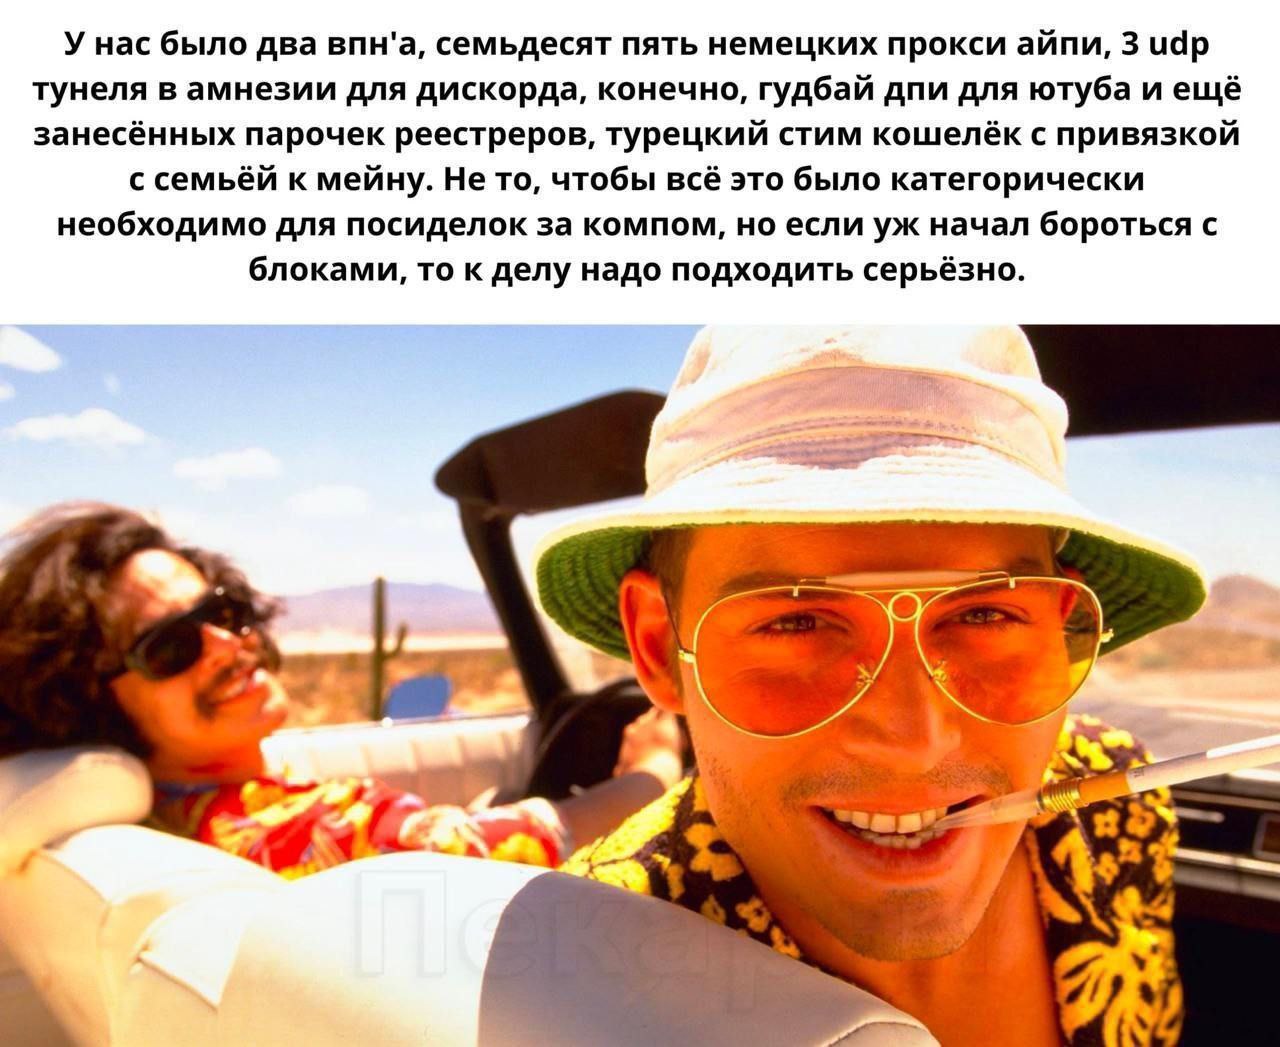 У нас было два впн'а, семьдесят пять немецких прокси айпи, 3 udp
тунеля в амнезии для дискорда, конечно, гудбай дпи для ютуба и ещё
занесённых парочек реестреров, турецкий стим кошелёк с привязкой
с семьёй к мейну. Не то, чтобы всё это было категорически
необходимо для посиделок за компом, но если уж начал бороться с
блоками, то к делу надо подходить серьёзно.